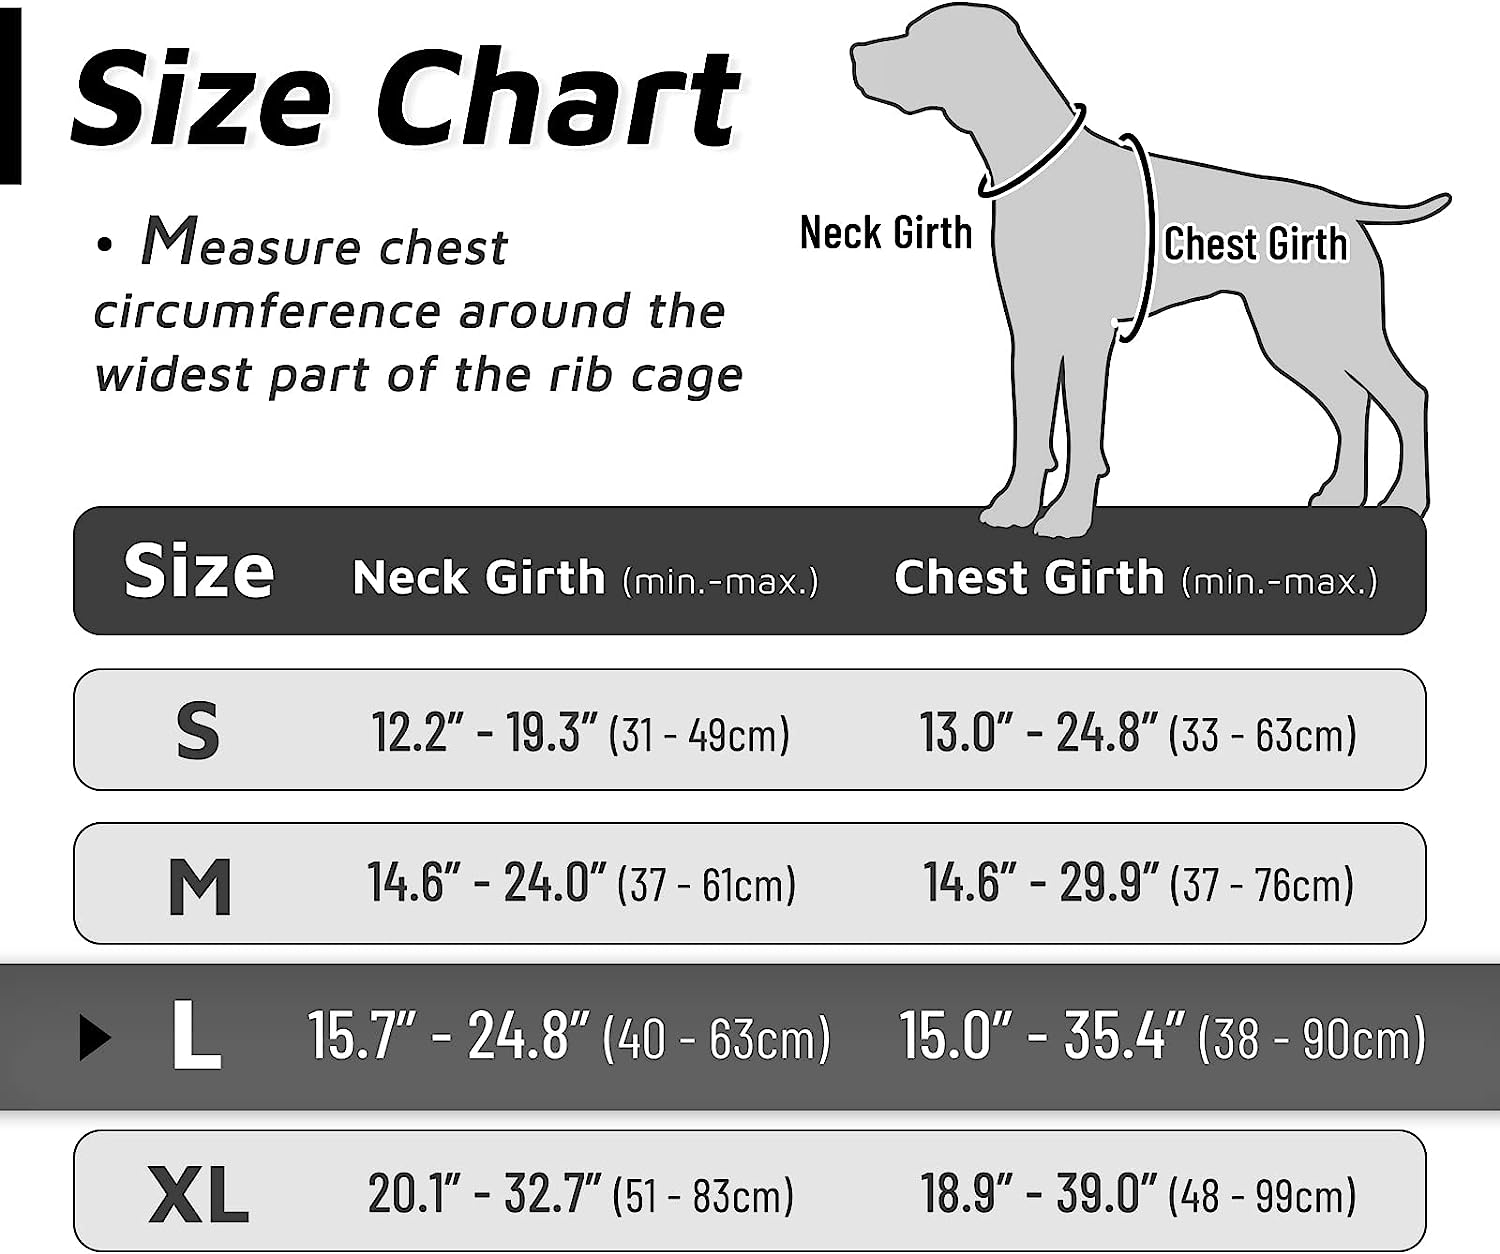 Size Chart
• Measure chest
circumference around the
widest part of the rib cage
Neck Girth
Chest Girth
Size Neck Girth (min.-max.) Chest Girth (min.-max.)
S 12.2" - 19.3" (31 - 49cm) 13.0" - 24.8" (33 - 63cm)
M 14.6" - 24.0" (37 - 61cm) 14.6" - 29.9" (37 - 76cm)
L 15.7" - 24.8" (40 - 63cm) 15.0" - 35.4" (38 - 90cm)
XL 20.1" - 32.7" (51 - 83cm) 18.9" - 39.0" (48 - 99cm)